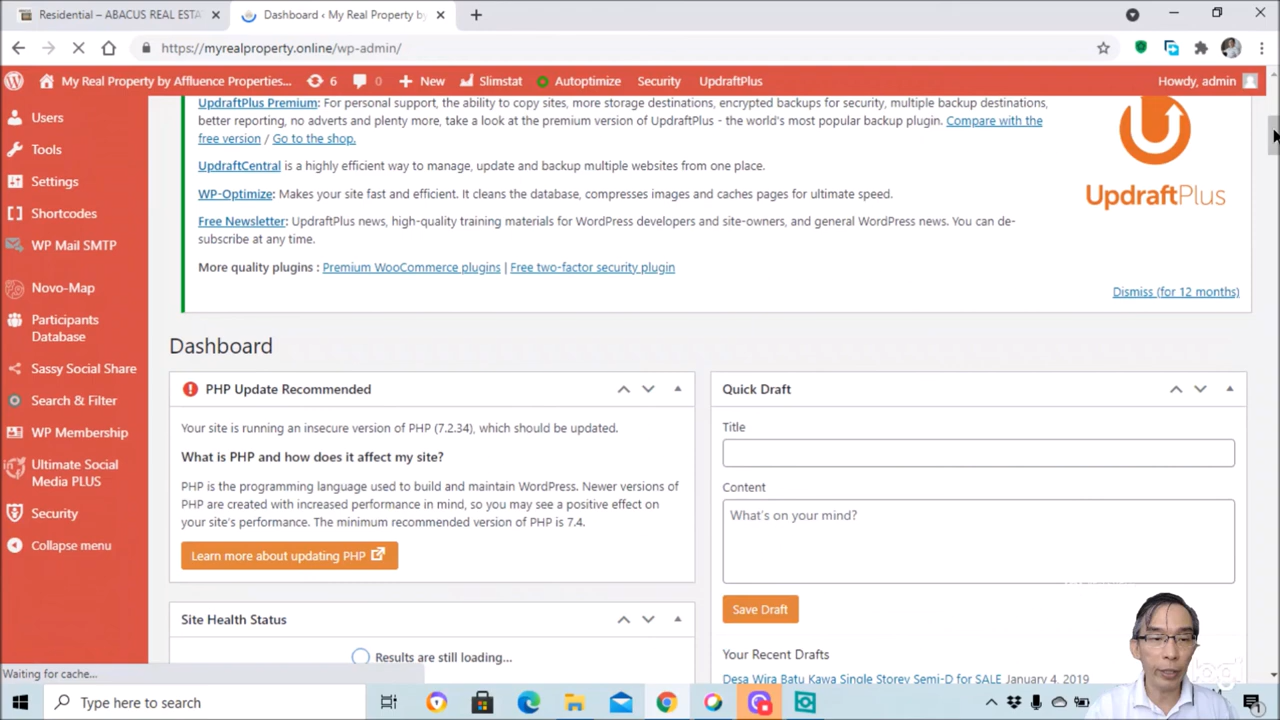 Residential – ABACUS REAL ESTA
Dashboard ‹ My Real Property by
https://myrealproperty.online/wp-admin/
My Real Property by Affluence Properties... 6 0 New Slimstat Autoptimize Security UpdraftPlus Howdy, admin
Users
Tools
Settings
Shortcodes
WP Mail SMTP
Novo-Map
Participants
Database
Sassy Social Share
Search & Filter
WP Membership
Ultimate Social
Media PLUS
Security
Collapse menu
UpdraftPlus Premium: For personal support, the ability to copy sites, more storage destinations, encrypted backups for security, multiple backup destinations,
better reporting, no adverts and plenty more, take a look at the premium version of UpdraftPlus - the world's most popular backup plugin. Compare with the
free version / Go to the shop.
UpdraftCentral is a highly efficient way to manage, update and backup multiple websites from one place.
WP-Optimize: Makes your site fast and efficient. It cleans the database, compresses images and caches pages for ultimate speed.
Free Newsletter: UpdraftPlus news, high-quality training materials for WordPress developers and site-owners, and general WordPress news. You can de-
subscribe at any time.
More quality plugins : Premium WooCommerce plugins | Free two-factor security plugin
UpdraftPlus
Dismiss (for 12 months)
Dashboard
PHP Update Recommended
Your site is running an insecure version of PHP (7.2.34), which should be updated.
What is PHP and how does it affect my site?
PHP is the programming language used to build and maintain WordPress. Newer versions of
PHP are created with increased performance in mind, so you may see a positive effect on
your site's performance. The minimum recommended version of PHP is 7.4.
Learn more about updating PHP
Site Health Status
Results are still loading...
Quick Draft
Title
Content
What's on your mind?
Save Draft
Your Recent Drafts
Desa Wira Batu Kawa Single Storey Semi-D for SALE January 4, 2019
Waiting for cache...
Type here to search
1